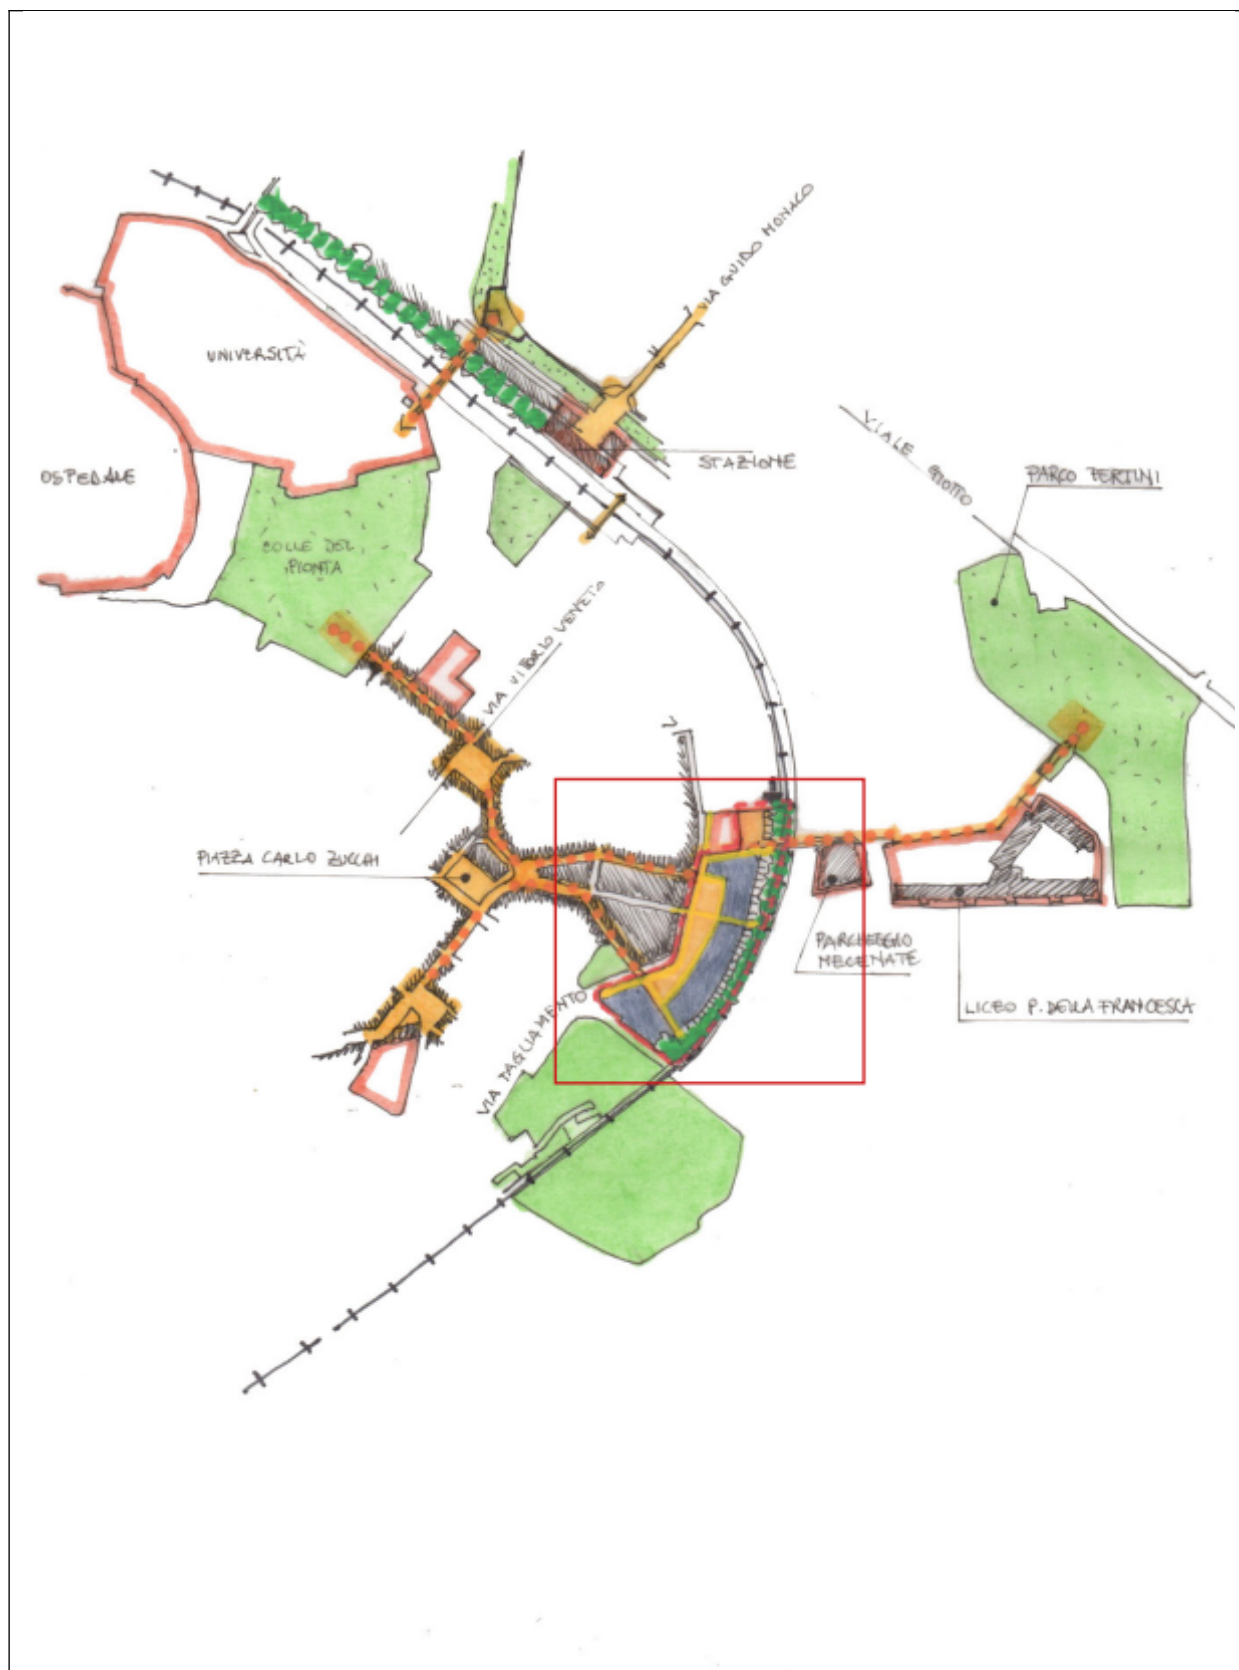 VIA GUIDO MONACO
UNIVERSITÀ
STAZIONE
VIALE GIOTTO
PARCO PERTINI
OSPEDALE
COLLE DEL
PIONTA
VIA VITTORIO VENETO
PIAZZA CARLO ZUCCHI
PARCHEGGIO
MECENATE
LICEO P. DELLA FRANCESCA
VIA TAGLIAMENTO